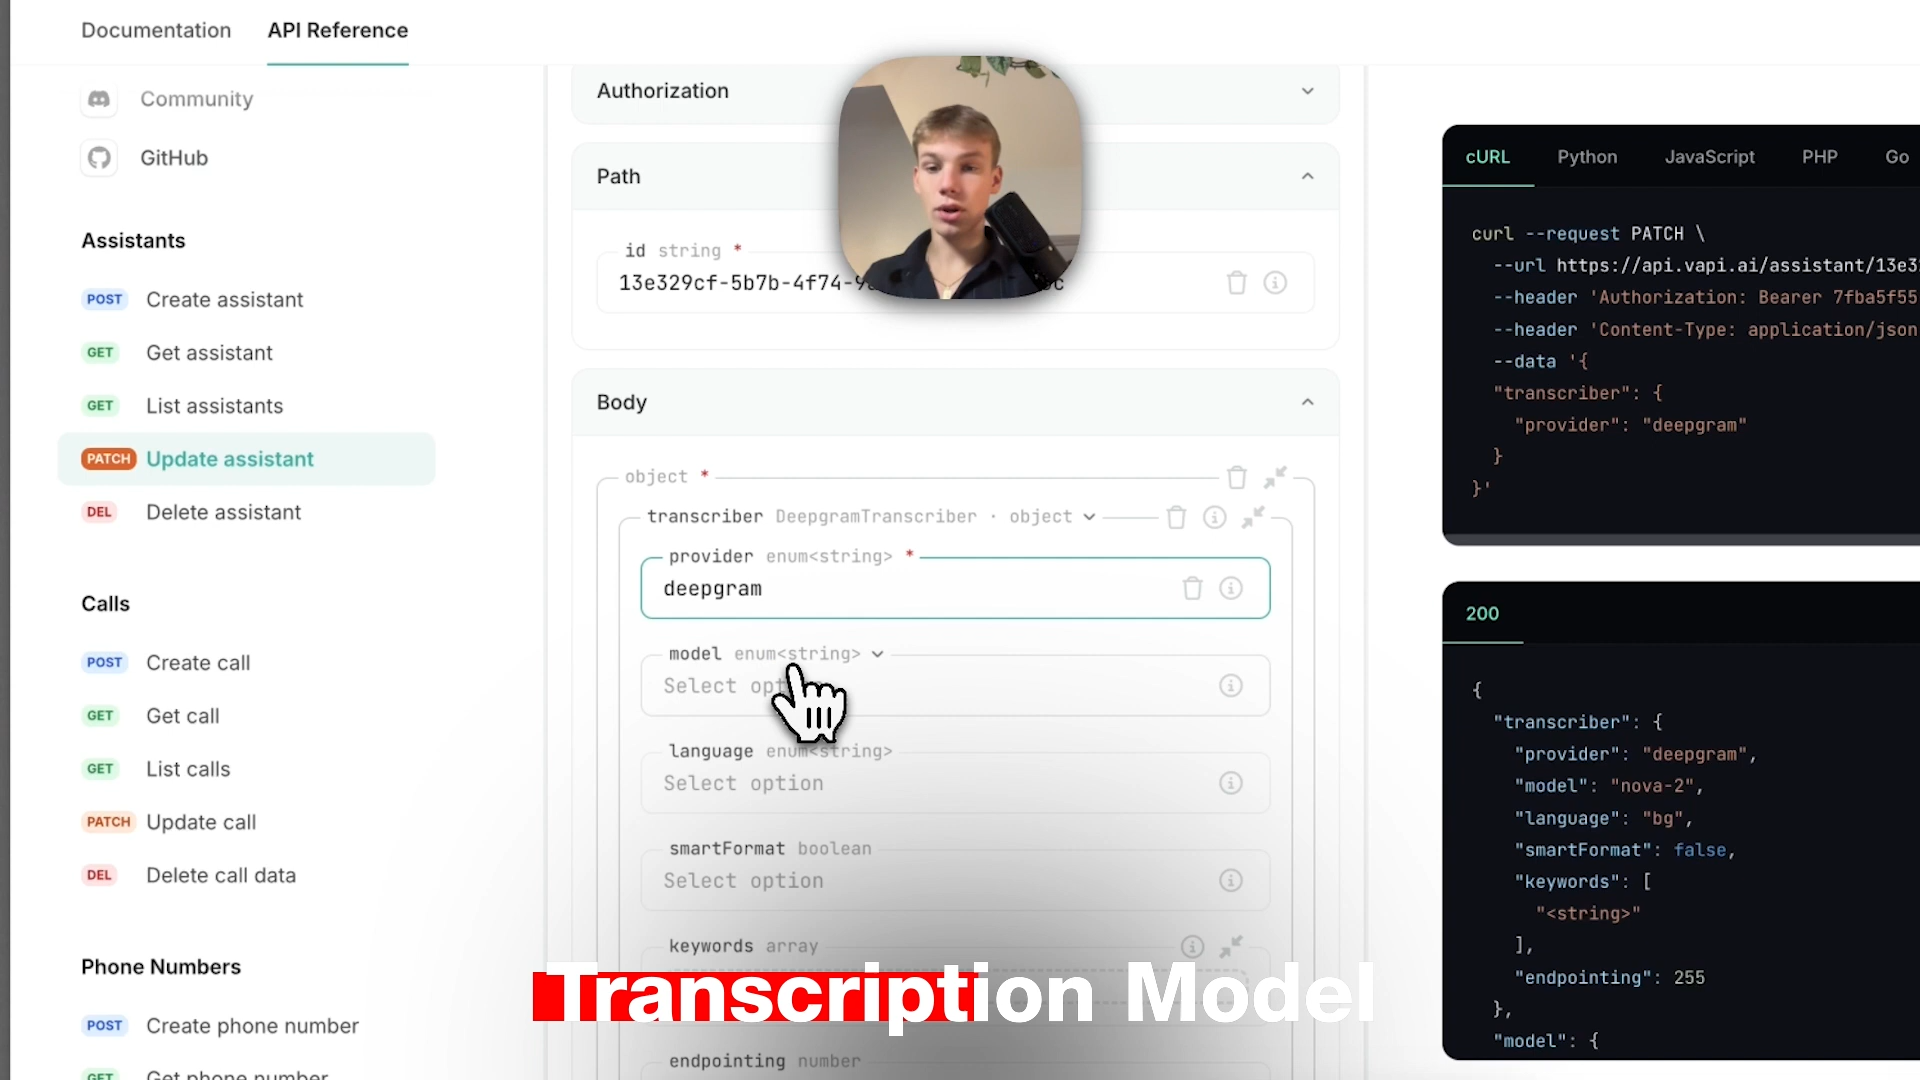 Documentation
API Reference
Community
GitHub
Assistants
POST Create assistant
GET Get assistant
GET List assistants
PATCH Update assistant
DEL Delete assistant
Calls
POST Create call
GET Get call
GET List calls
PATCH Update call
DEL Delete call data
Phone Numbers
POST Create phone number
GET Get phone number
Authorization
Path
id string *
13e329cf-5b7b-4f74-9
Body
object *
transcriber DeepgramTranscriber · object
provider enum<string> *
deepgram
model enum<string>
Select
language enum<string>
Select option
smartFormat boolean
Select option
keywords array
Transcription Model
endpointing number
cURL Python JavaScript PHP Go
curl --request PATCH \
--url https://api.vapi.ai/assistant/13e3
--header 'Authorization: Bearer 7fba5f55
--header 'Content-Type: application/json
--data '{
"transcriber": {
"provider": "deepgram"
}
}'
200
{
"transcriber": {
"provider": "deepgram",
"model": "nova-2",
"language": "bg",
"smartFormat": false,
"keywords": [
"<string>"
],
"endpointing": 255
},
"model": {